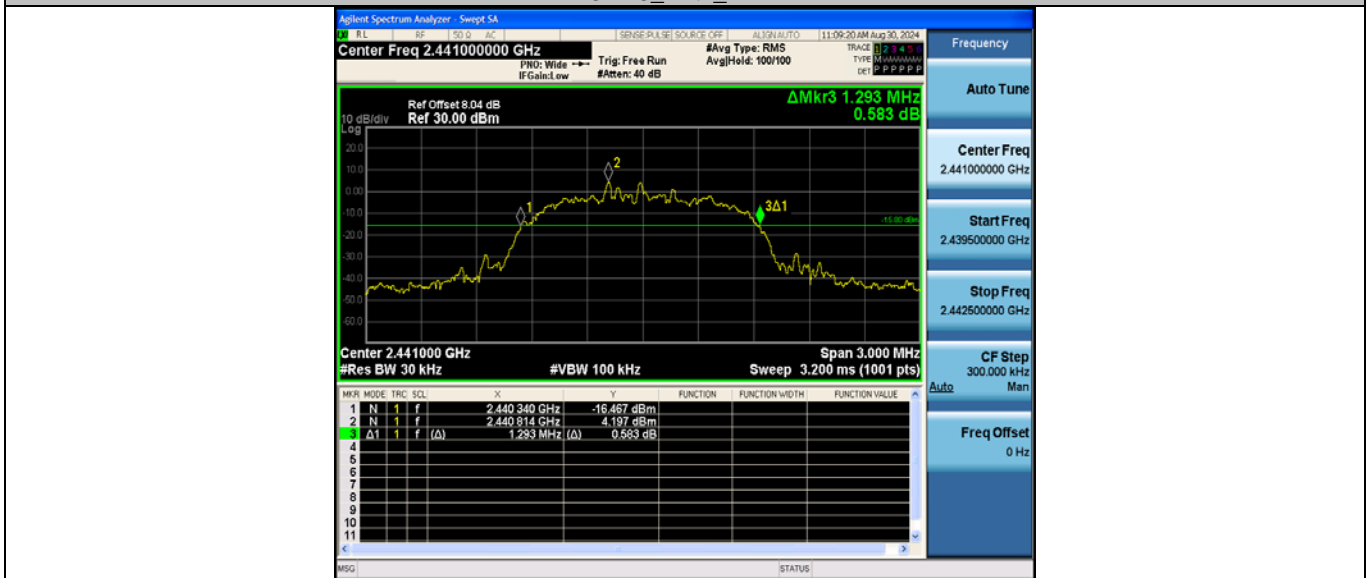 Agilent Spectrum Analyzer - Swept SA
RL RF 50 Ω AC SENSE:PULSE SOURCE OFF ALIGN AUTO 11:09:20 AM Aug 30, 2024
Center Freq 2.441000000 GHz
#Avg Type: RMS
TRACE 1 2 3 4 5 6
PNO: Wide Trig: Free Run Avg|Hold: 100/100
TYPE M
IFGain:Low #Atten: 40 dB
DET P P P P P P
Frequency
ΔMkr3 1.293 MHz
0.583 dB
Ref Offset 8.04 dB
10 dB/div Ref 30.00 dBm
Log
20.0
10.0
0.00
-10.0
-20.0
-30.0
-40.0
-50.0
-60.0
1
2
3Δ1
-15.00 dBm
Center 2.441000 GHz Span 3.000 MHz
#Res BW 30 kHz #VBW 100 kHz Sweep 3.200 ms (1001 pts)
MKR MODE TRC SCL X Y FUNCTION FUNCTION WIDTH FUNCTION VALUE
1 N 1 f 2.440 340 GHz -16.467 dBm
2 N 1 f 2.440 814 GHz 4.197 dBm
3 Δ1 1 f (Δ) 1.293 MHz (Δ) 0.583 dB
4
5
6
7
8
9
10
11
MSG STATUS
Auto Tune
Center Freq
2.441000000 GHz
Start Freq
2.439500000 GHz
Stop Freq
2.442500000 GHz
CF Step
300.000 kHz
Auto Man
Freq Offset
0 Hz